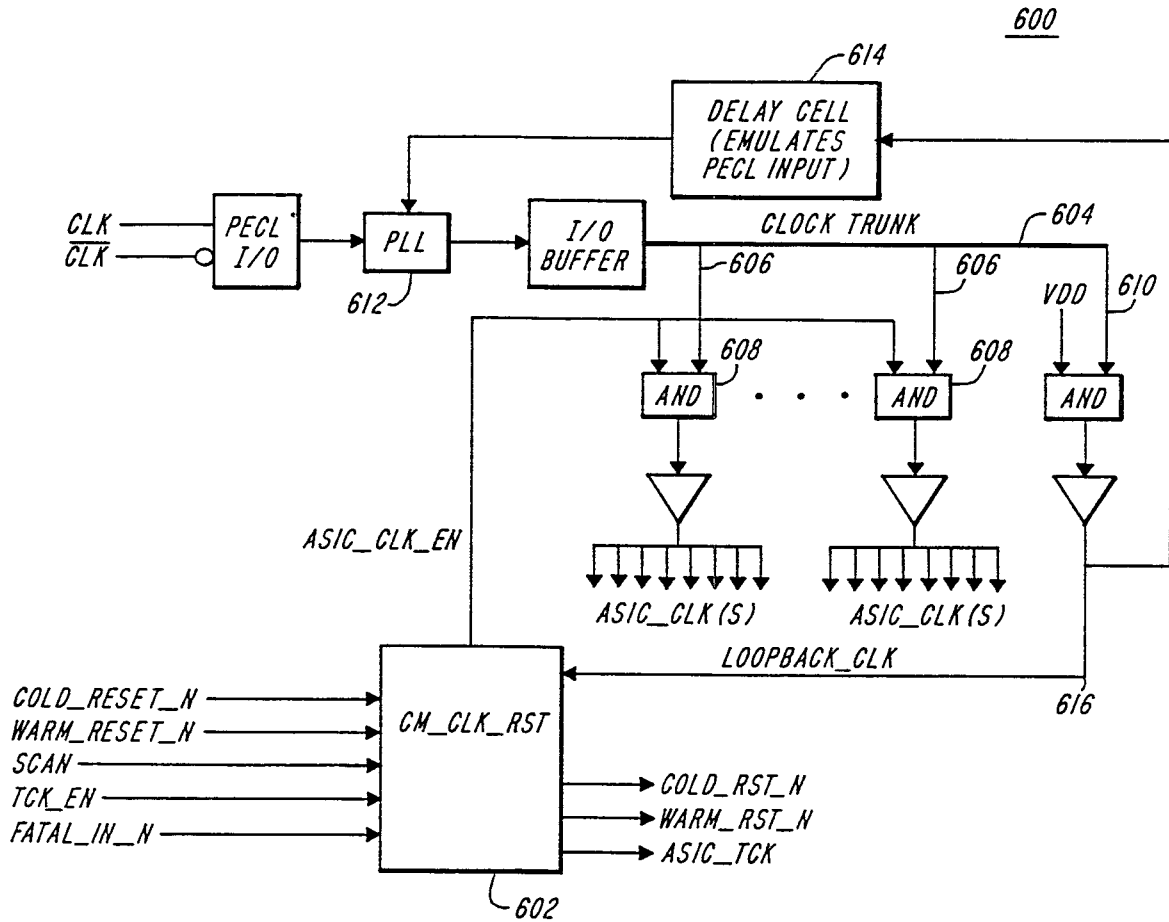 600
614
DELAY CELL
(EMULATES
PECL INPUT)
CLK
CLK
PECL
I/O
PLL
612
I/O
BUFFER
CLOCK TRUNK
604
606
606
610
VDD
608
608
AND
AND
AND
ASIC_CLK_EN
ASIC_CLK(S)
ASIC_CLK(S)
LOOPBACK_CLK
616
COLD_RESET_N
WARM_RESET_N
SCAN
TCK_EN
FATAL_IN_N
CM_CLK_RST
COLD_RST_N
WARM_RST_N
ASIC_TCK
602